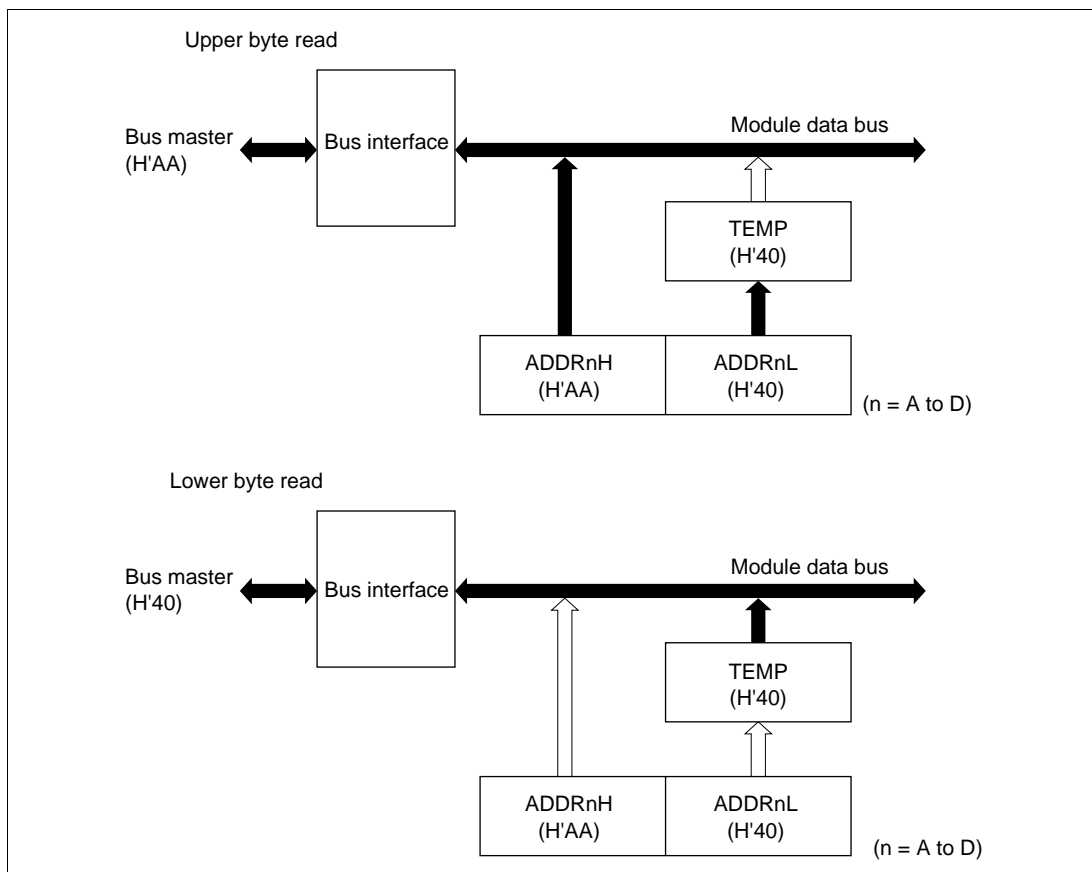 Upper byte read
Bus master
(H'AA)
Bus interface
Module data bus
TEMP
(H'40)
ADDRnH
(H'AA)
ADDRnL
(H'40)
(n = A to D)
Lower byte read
Bus master
(H'40)
Bus interface
Module data bus
TEMP
(H'40)
ADDRnH
(H'AA)
ADDRnL
(H'40)
(n = A to D)